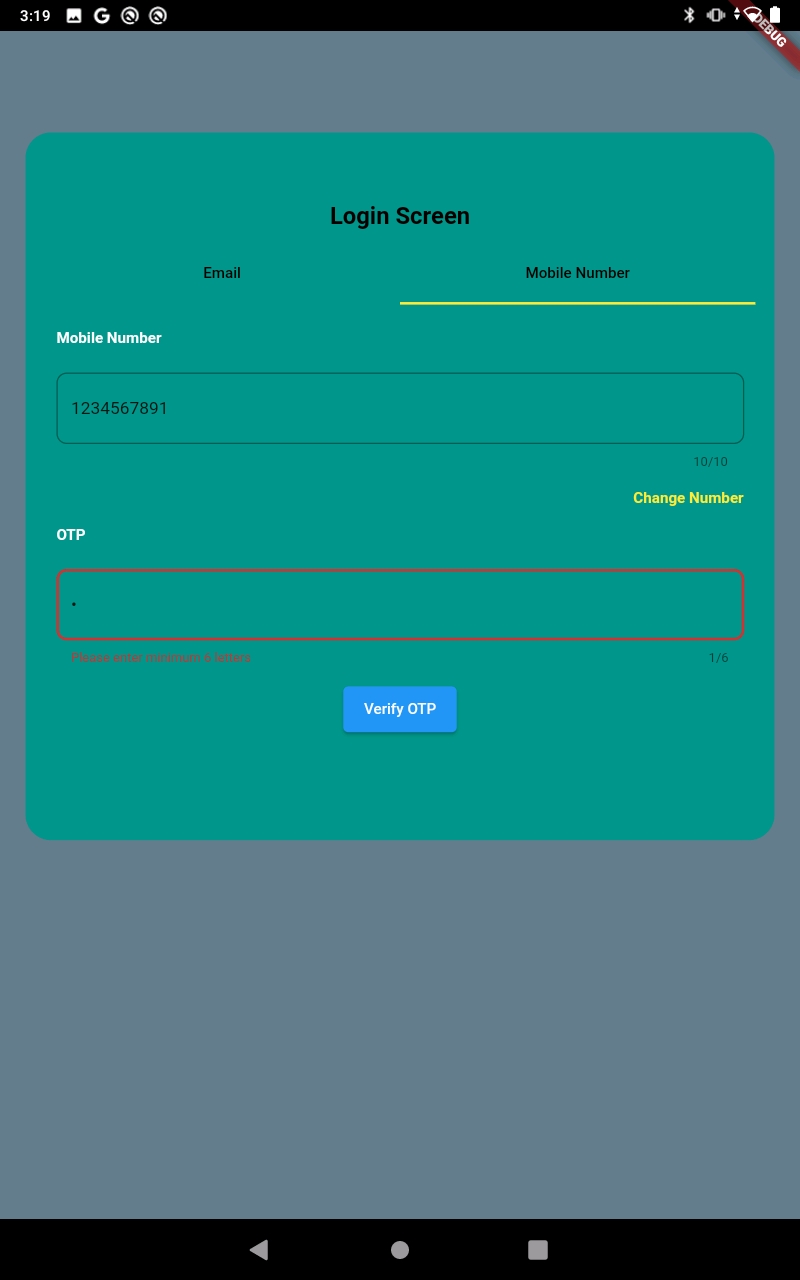 3:19
DEBUG
Login Screen
Email Mobile Number
Mobile Number
1234567891
10/10
Change Number
OTP
•
Please enter minimum 6 letters 1/6
Verify OTP